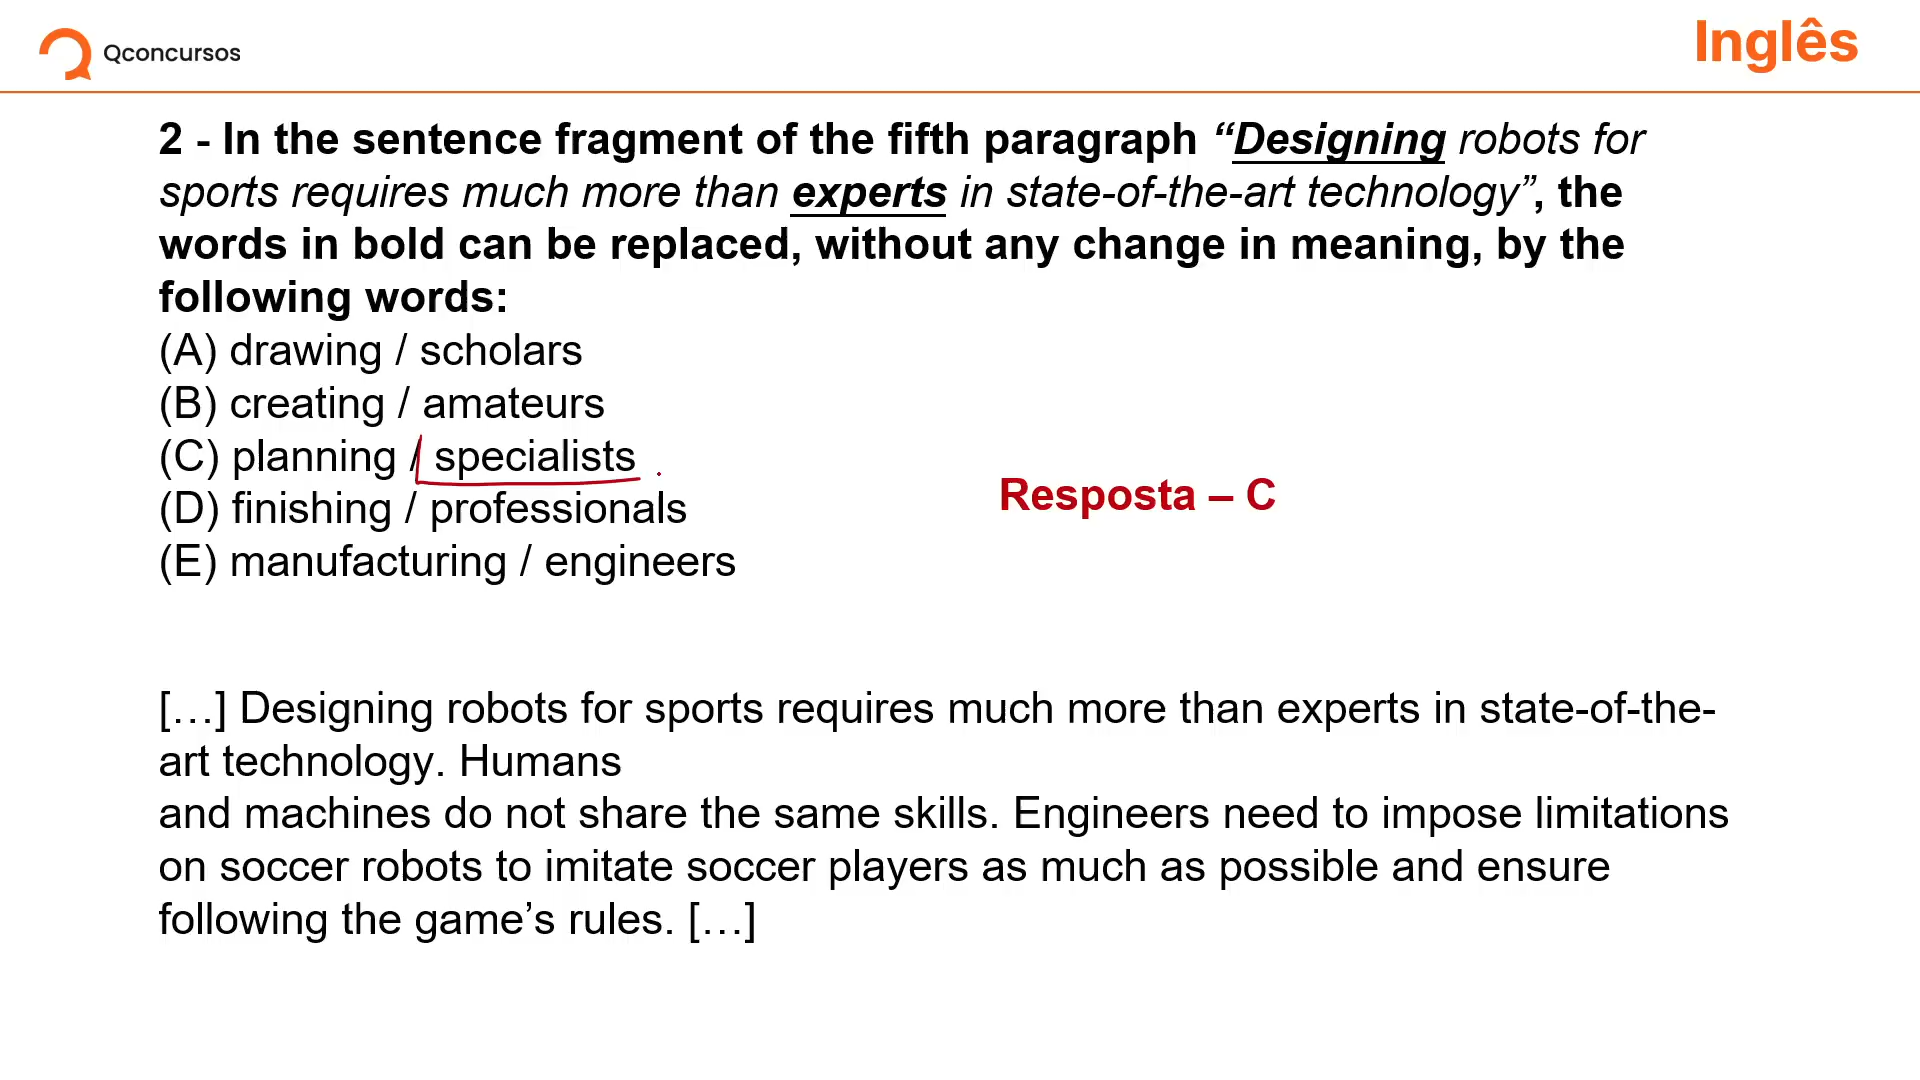 Qconcursos
Inglês
2 - In the sentence fragment of the fifth paragraph “Designing robots for
sports requires much more than experts in state-of-the-art technology”, the
words in bold can be replaced, without any change in meaning, by the
following words:
(A) drawing / scholars
(B) creating / amateurs
(C) planning / specialists
(D) finishing / professionals
(E) manufacturing / engineers
Resposta – C
[…] Designing robots for sports requires much more than experts in state-of-the-
art technology. Humans
and machines do not share the same skills. Engineers need to impose limitations
on soccer robots to imitate soccer players as much as possible and ensure
following the game’s rules. […]